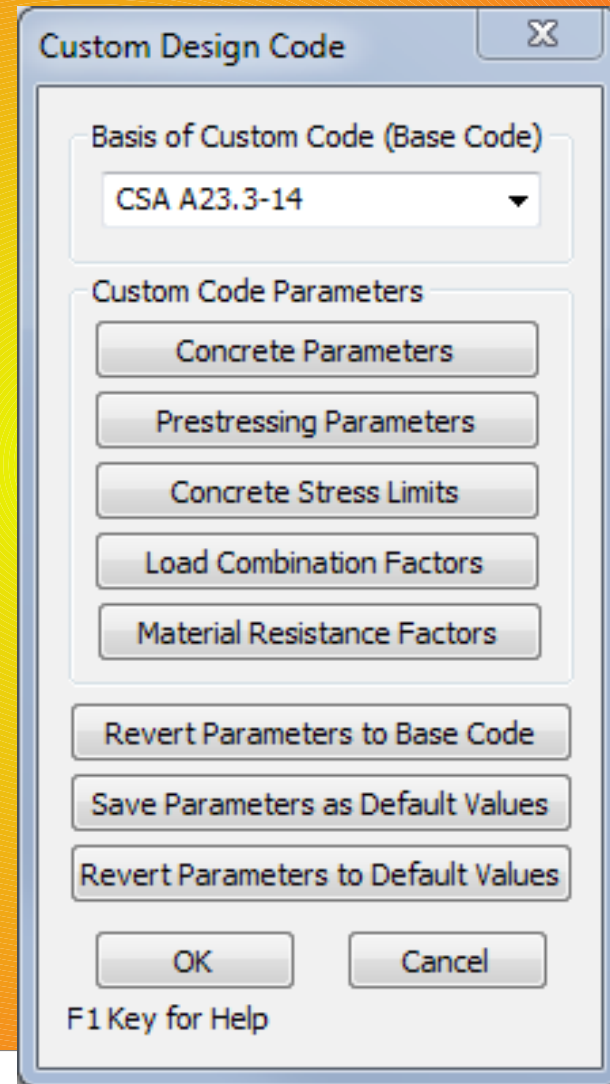 Custom Design Code
Basis of Custom Code (Base Code)
CSA A23.3-14
Custom Code Parameters
Concrete Parameters
Prestressing Parameters
Concrete Stress Limits
Load Combination Factors
Material Resistance Factors
Revert Parameters to Base Code
Save Parameters as Default Values
Revert Parameters to Default Values
OK Cancel
F1 Key for Help